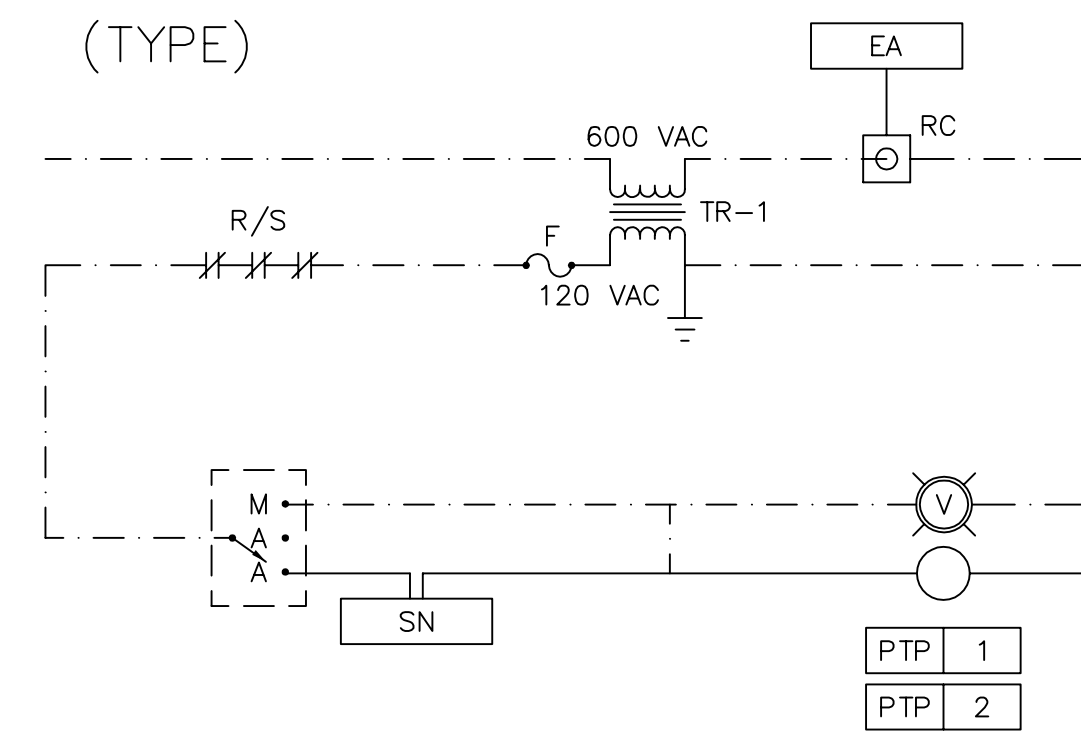 (TYPE)
EA
RC
600 VAC
TR-1
R/S
F
120 VAC
M
A
A
V
SN
PTP 1
PTP 2